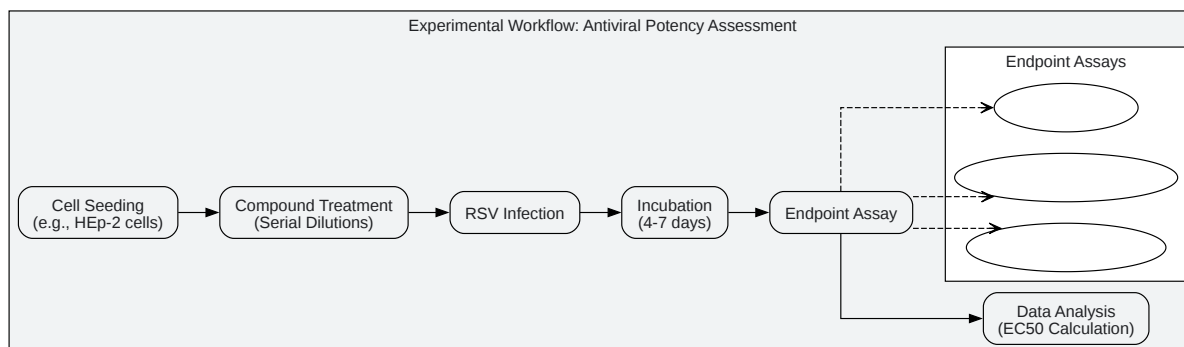 Experimental Workflow: Antiviral Potency Assessment
Endpoint Assays
Cell Seeding
(e.g., HEp-2 cells)
Compound Treatment
(Serial Dilutions)
RSV Infection
Incubation
(4-7 days)
Endpoint Assay
Data Analysis
(EC50 Calculation)